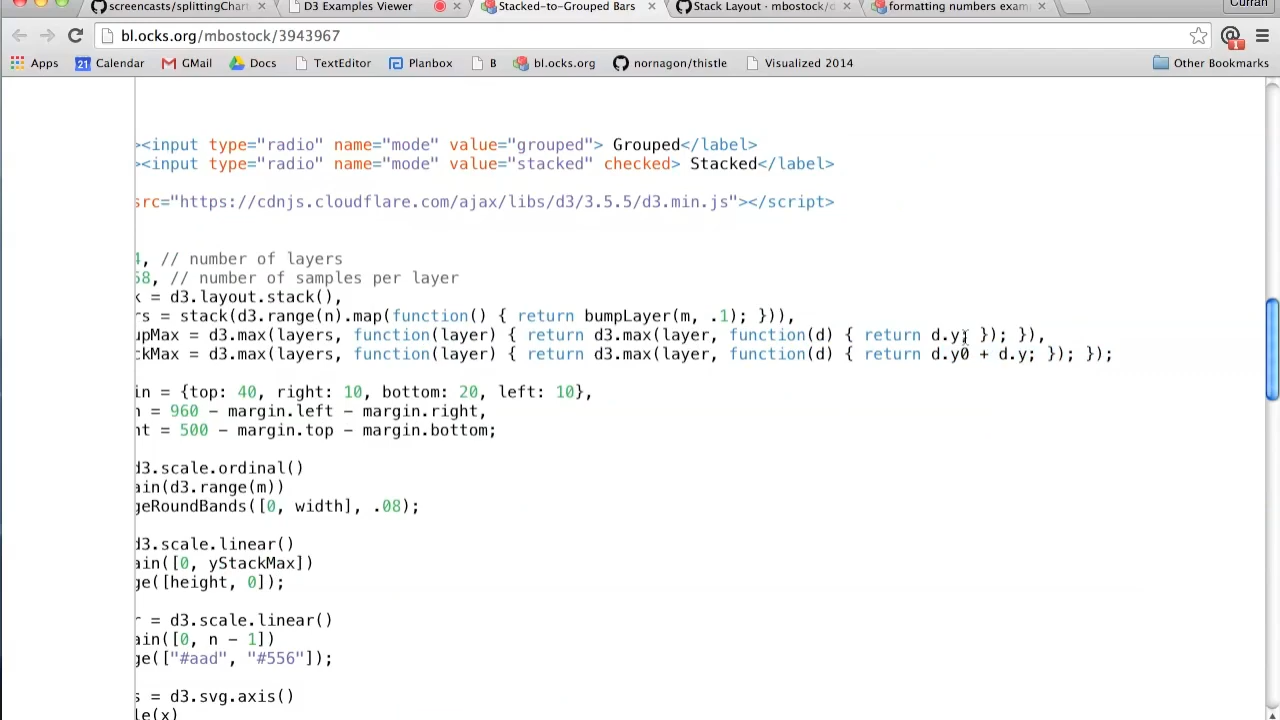 screencasts/splittingChart
D3 Examples Viewer
Stacked-to-Grouped Bars
Stack Layout · mbostock/d
formatting numbers exam
Curran
bl.ocks.org/mbostock/3943967
1
Apps
21 Calendar
GMail
Docs
TextEditor
Planbox
B
bl.ocks.org
nornagon/thistle
Visualized 2014
Other Bookmarks
><input type="radio" name="mode" value="grouped"> Grouped</label>
><input type="radio" name="mode" value="stacked" checked> Stacked</label>
src="https://cdnjs.cloudflare.com/ajax/libs/d3/3.5.5/d3.min.js"></script>
4, // number of layers
58, // number of samples per layer
k = d3.layout.stack(),
rs = stack(d3.range(n).map(function() { return bumpLayer(m, .1); })),
upMax = d3.max(layers, function(layer) { return d3.max(layer, function(d) { return d.y; }); }),
ckMax = d3.max(layers, function(layer) { return d3.max(layer, function(d) { return d.y0 + d.y; }); });
in = {top: 40, right: 10, bottom: 20, left: 10},
h = 960 - margin.left - margin.right,
ht = 500 - margin.top - margin.bottom;
d3.scale.ordinal()
ain(d3.range(m))
geRoundBands([0, width], .08);
d3.scale.linear()
ain([0, yStackMax])
ge([height, 0]);
r = d3.scale.linear()
ain([0, n - 1])
ge(["#aad", "#556"]);
s = d3.svg.axis()
le(x)